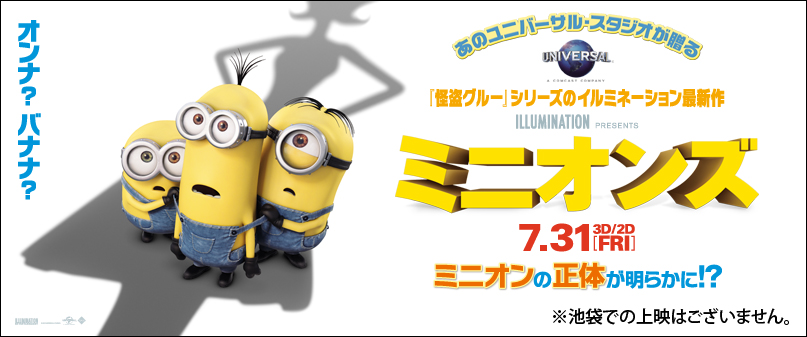 オンナ? バナナ?
あのユニバーサル・スタジオが贈る
UNIVERSAL
A COMCAST COMPANY
『怪盗グルー』シリーズのイルミネーション最新作
ILLUMINATION PRESENTS
ミニオンズ
7.31 3D/2D [FRI]
ミニオンの正体が明らかに!?
ILLUMINATION
※池袋での上映はございません。